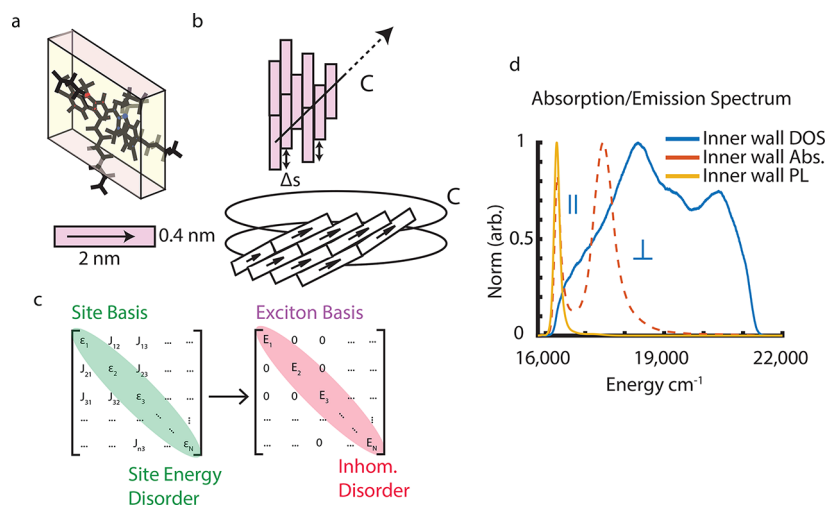 a
b
C
Δs
C
0.4 nm
2 nm
c
Site Basis
Exciton Basis
ε1 J12 J13 ... ...
J21 ε2 J23 ... ...
J31 J32 ε3 ... ...
... ... ... ... ⋮
... ... Jn3 ... εN
E1 0 0 ... ...
0 E2 0 ... ...
0 0 E3 ... ...
... ... ... ... ⋮
... ... 0 ... EN
Site Energy
Disorder
Inhom.
Disorder
d
Absorption/Emission Spectrum
Inner wall DOS
Inner wall Abs.
Inner wall PL
||
⊥
1
0.5
0
Norm (arb.)
16,000 19,000 22,000
Energy cm-1